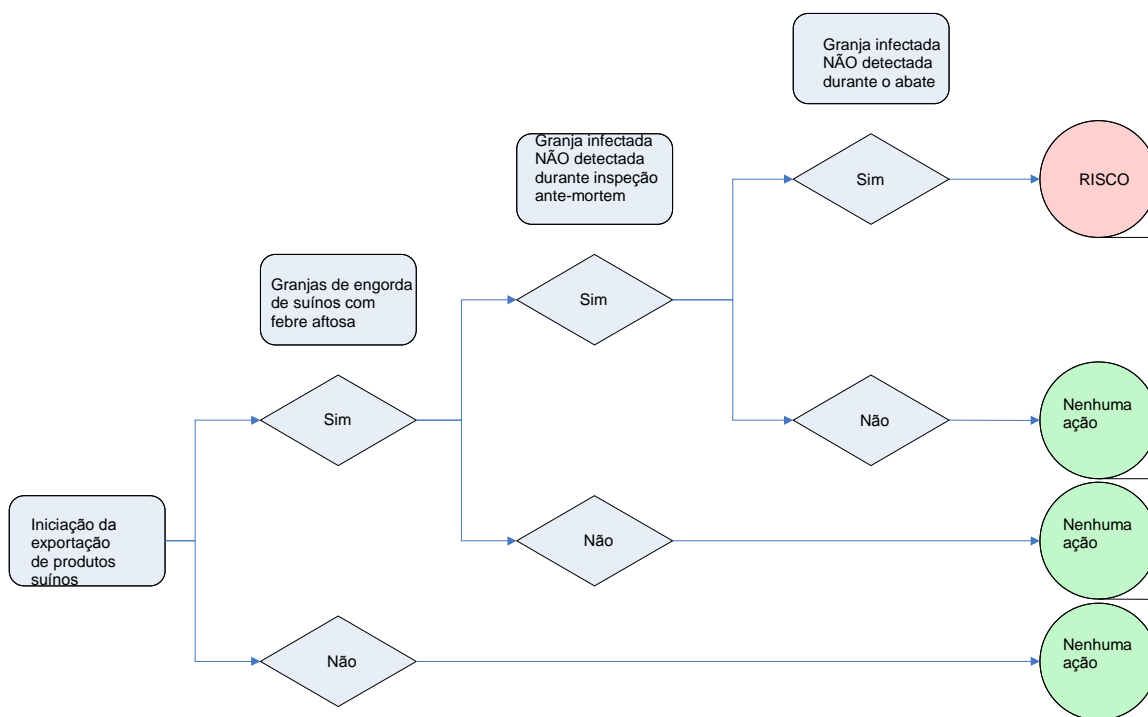 Granja infectada
NÃO detectada
durante o abate
Granja infectada
NÃO detectada
durante inspeção
ante-mortem
Sim
RISCO
Granjas de engorda
de suínos com
febre aftosa
Sim
Sim
Não
Nenhuma
ação
Iniciação da
exportação
de produtos
suínos
Não
Nenhuma
ação
Não
Nenhuma
ação